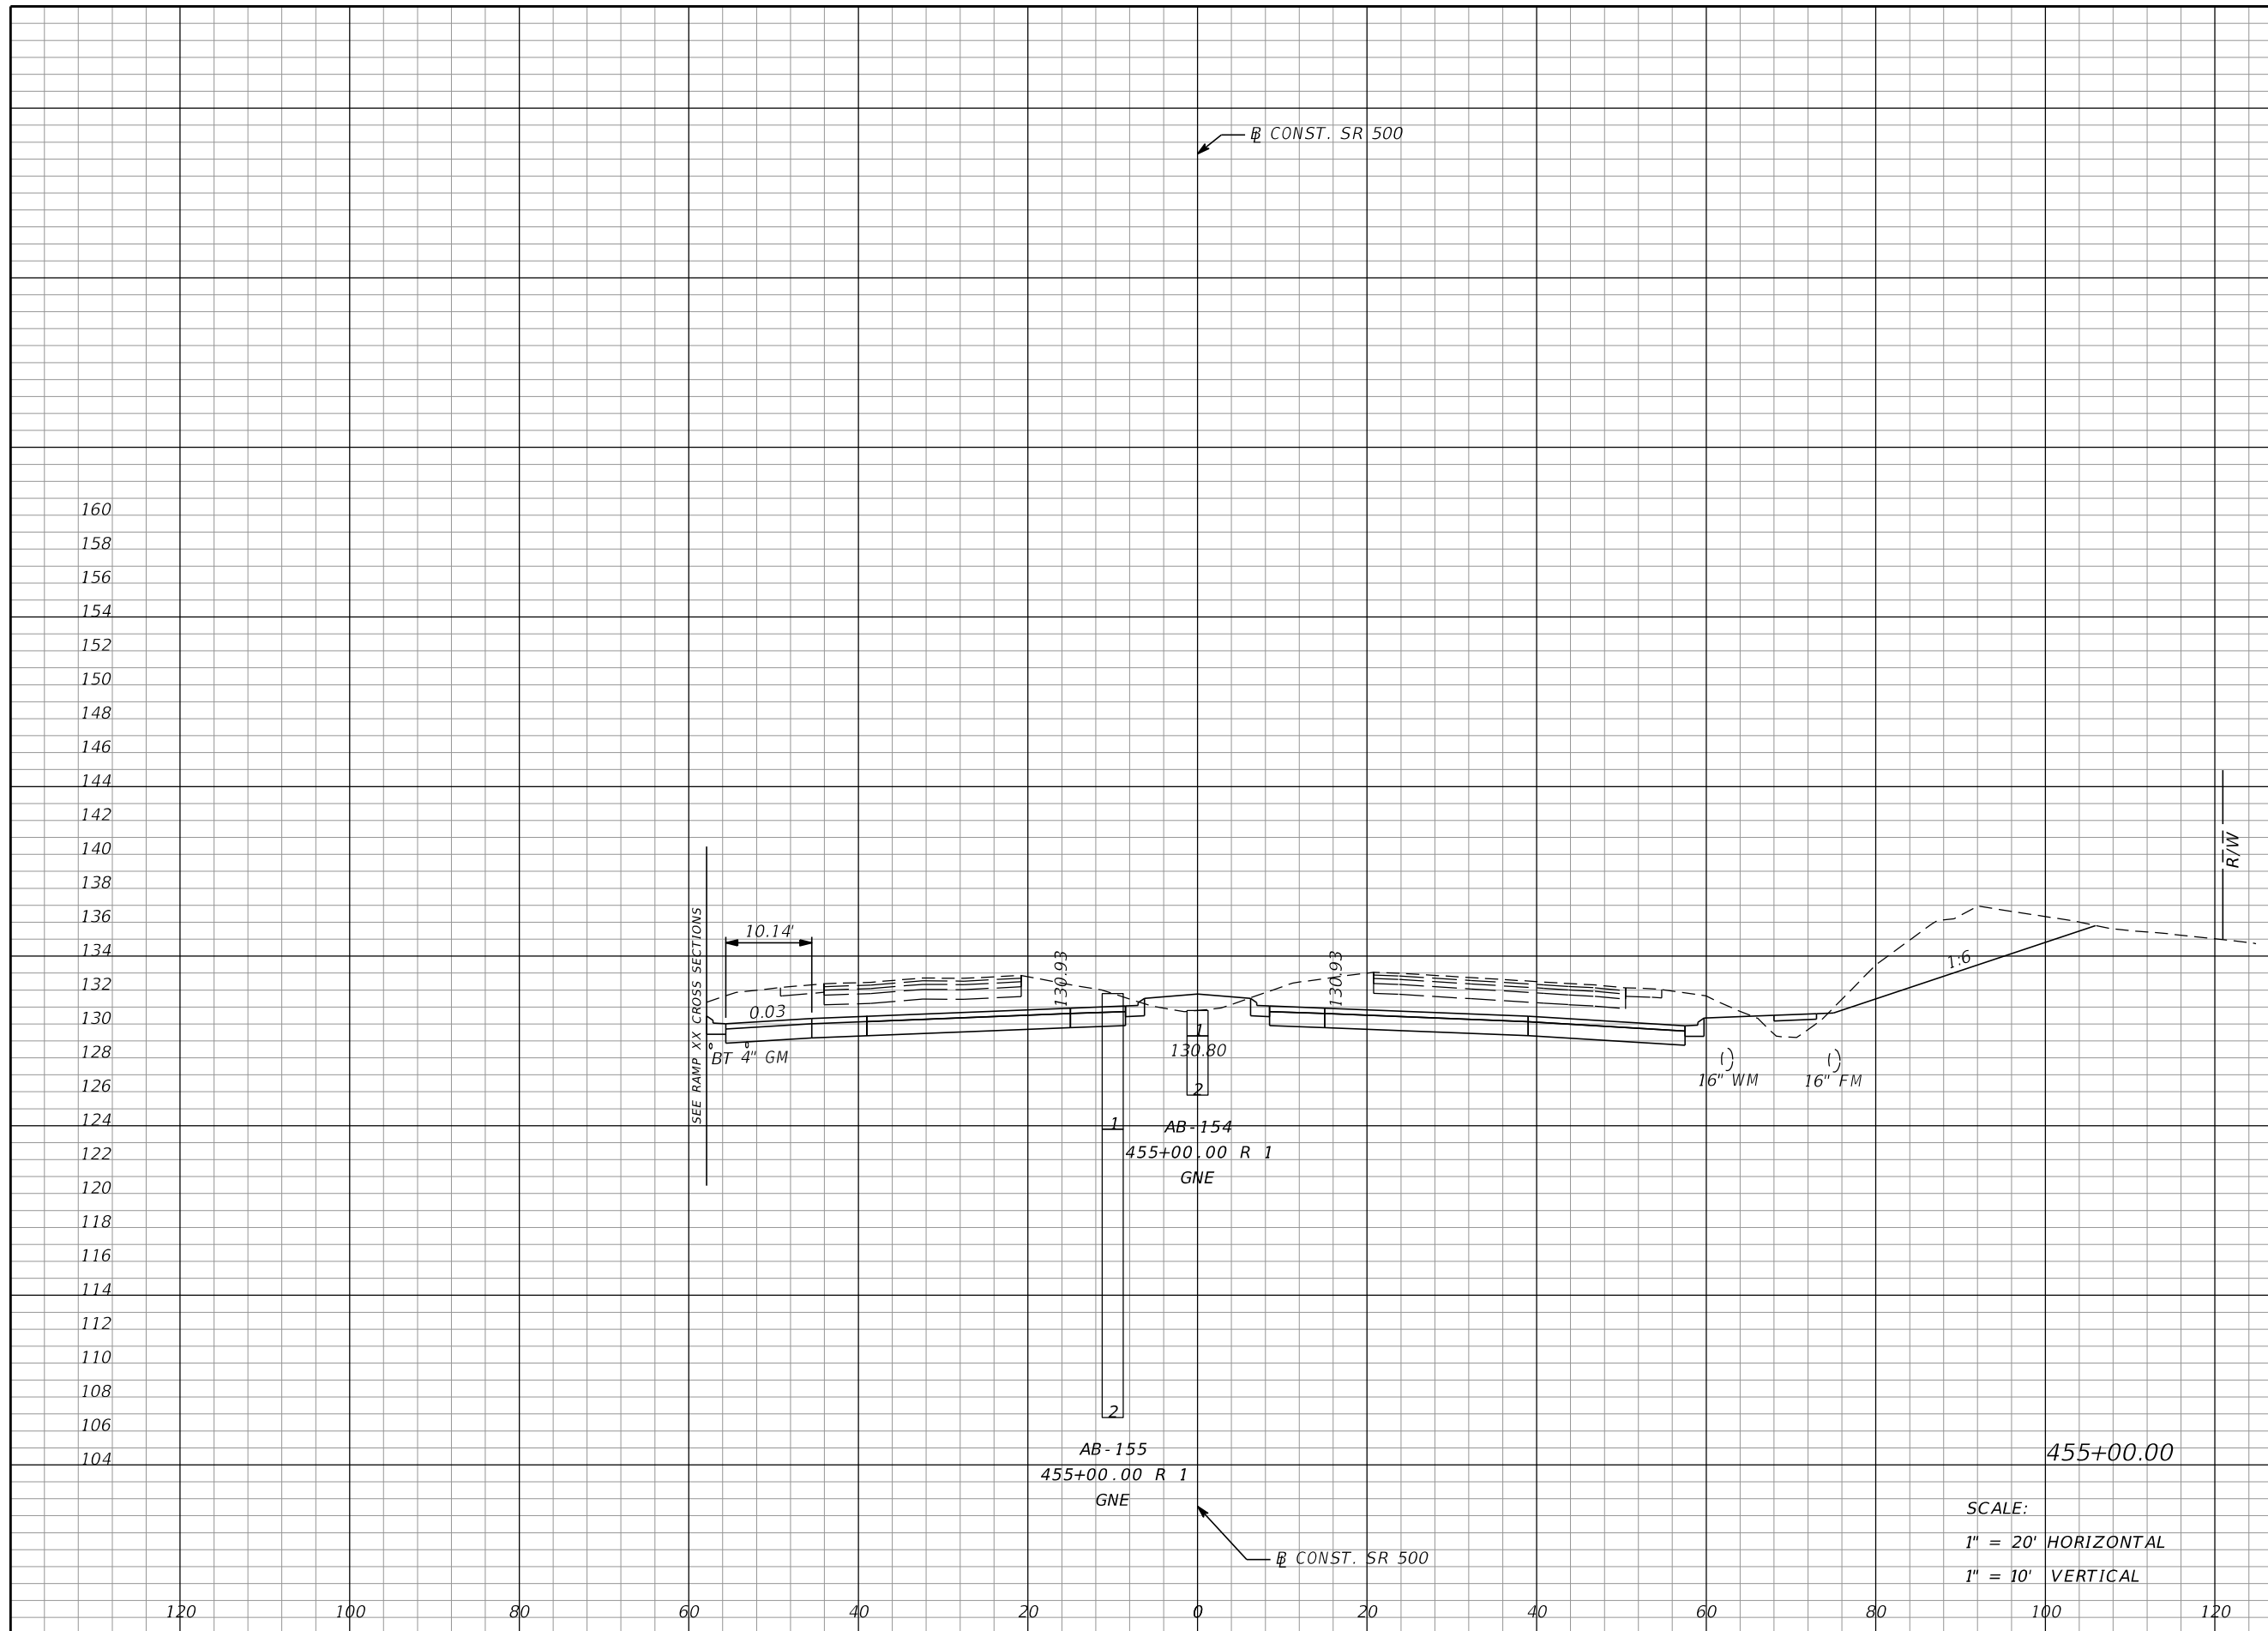 BL CONST. SR 500
160
158
156
154
152
150
148
146
144
142
140
138
136
134
132
130
128
126
124
122
120
118
116
114
112
110
108
106
104
R/W
SEE RAMP XX CROSS SECTIONS
10.14'
0.03
BT 4" GM
130.93
130.93
1
130.80
2
AB-154
455+00.00 R 1
GNE
1
2
AB-155
455+00.00 R 1
GNE
16" WM
16" FM
1:6
BL CONST. SR 500
455+00.00
SCALE:
1" = 20' HORIZONTAL
1" = 10' VERTICAL
120 100 80 60 40 20 0 20 40 60 80 100 120